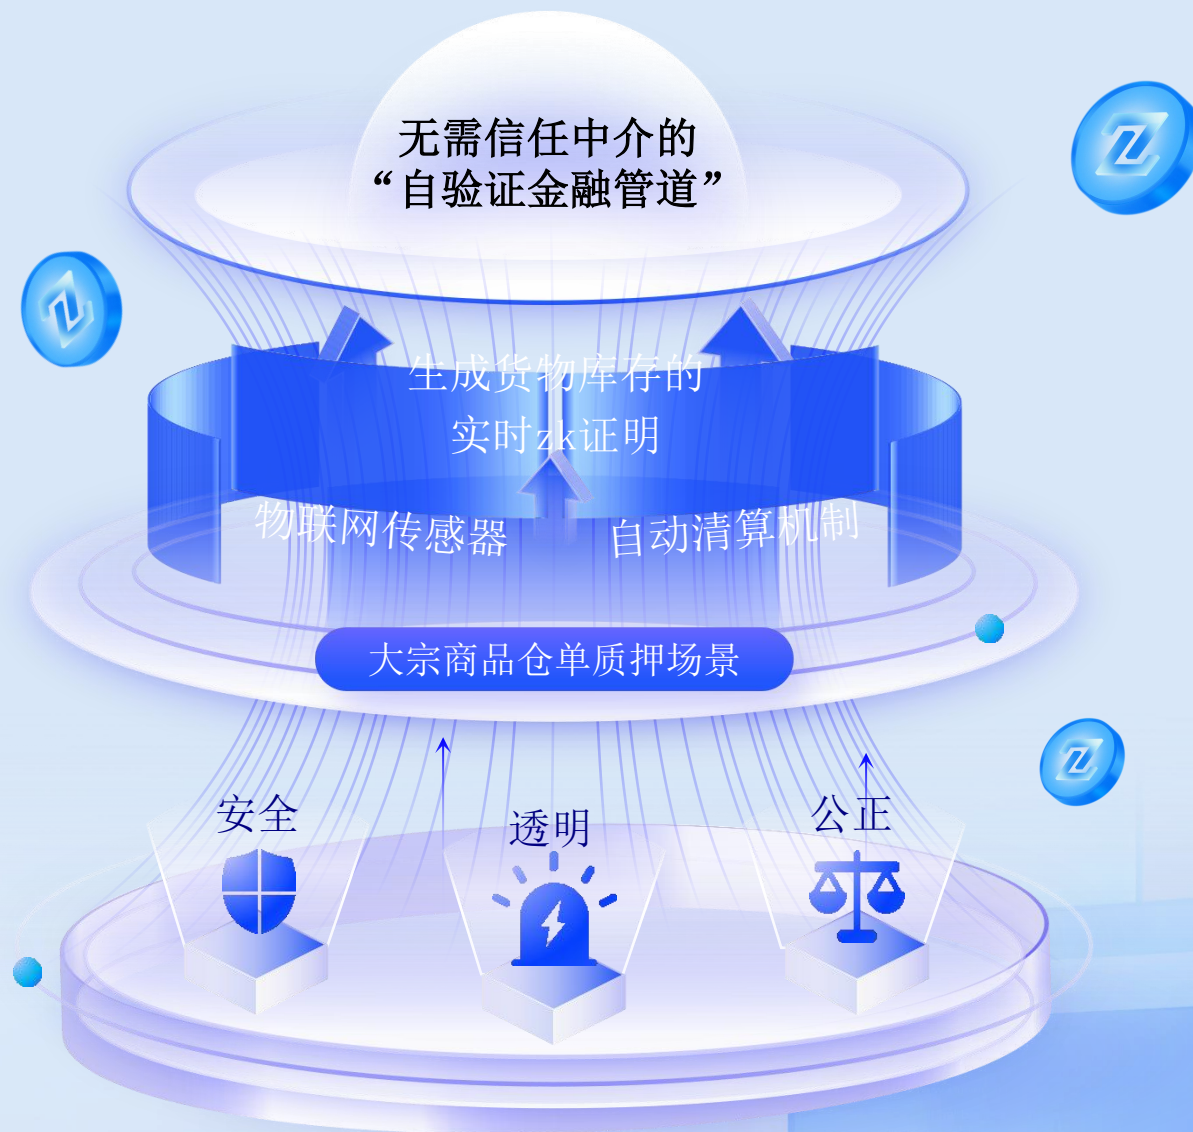 无需信任中介的
“自验证金融管道”
生成货物库存的
实时zk证明
物联网传感器
自动清算机制
大宗商品仓单质押场景
安全
透明
公正